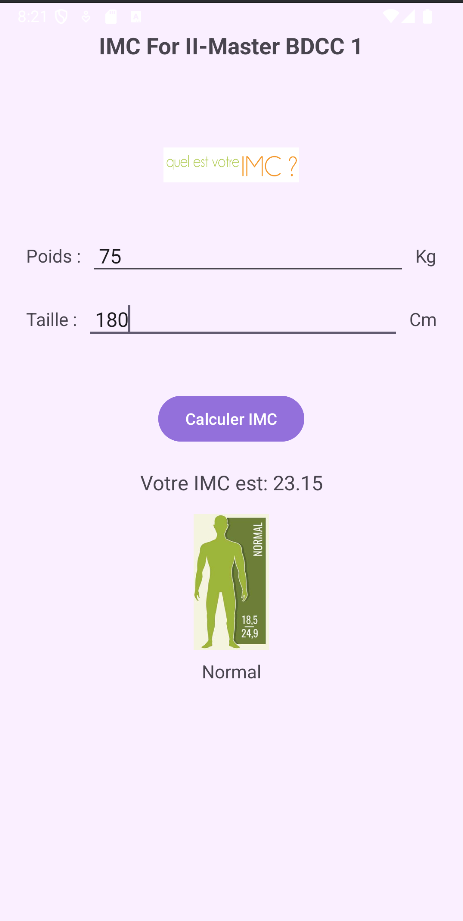 8:21
IMC For II-Master BDCC 1
quel est votre IMC ?
Poids : 75 Kg
Taille : 180 Cm
Calculer IMC
Votre IMC est: 23.15
NORMAL
18,5
24,9
Normal